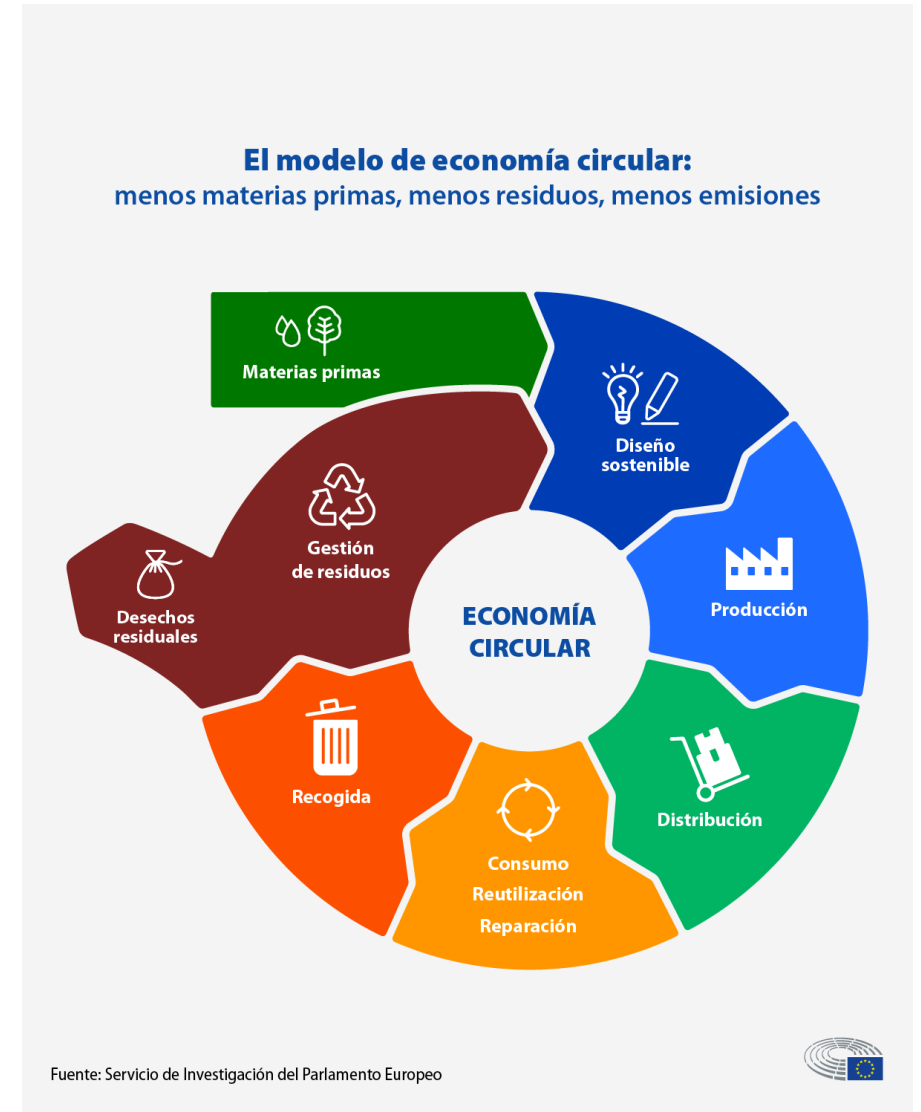 El modelo de economía circular:
menos materias primas, menos residuos, menos emisiones
Materias primas
Diseño
sostenible
Producción
Distribución
Consumo
Reutilización
Reparación
Recogida
Gestión
de residuos
Desechos
residuales
ECONOMÍA
CIRCULAR
Fuente: Servicio de Investigación del Parlamento Europeo